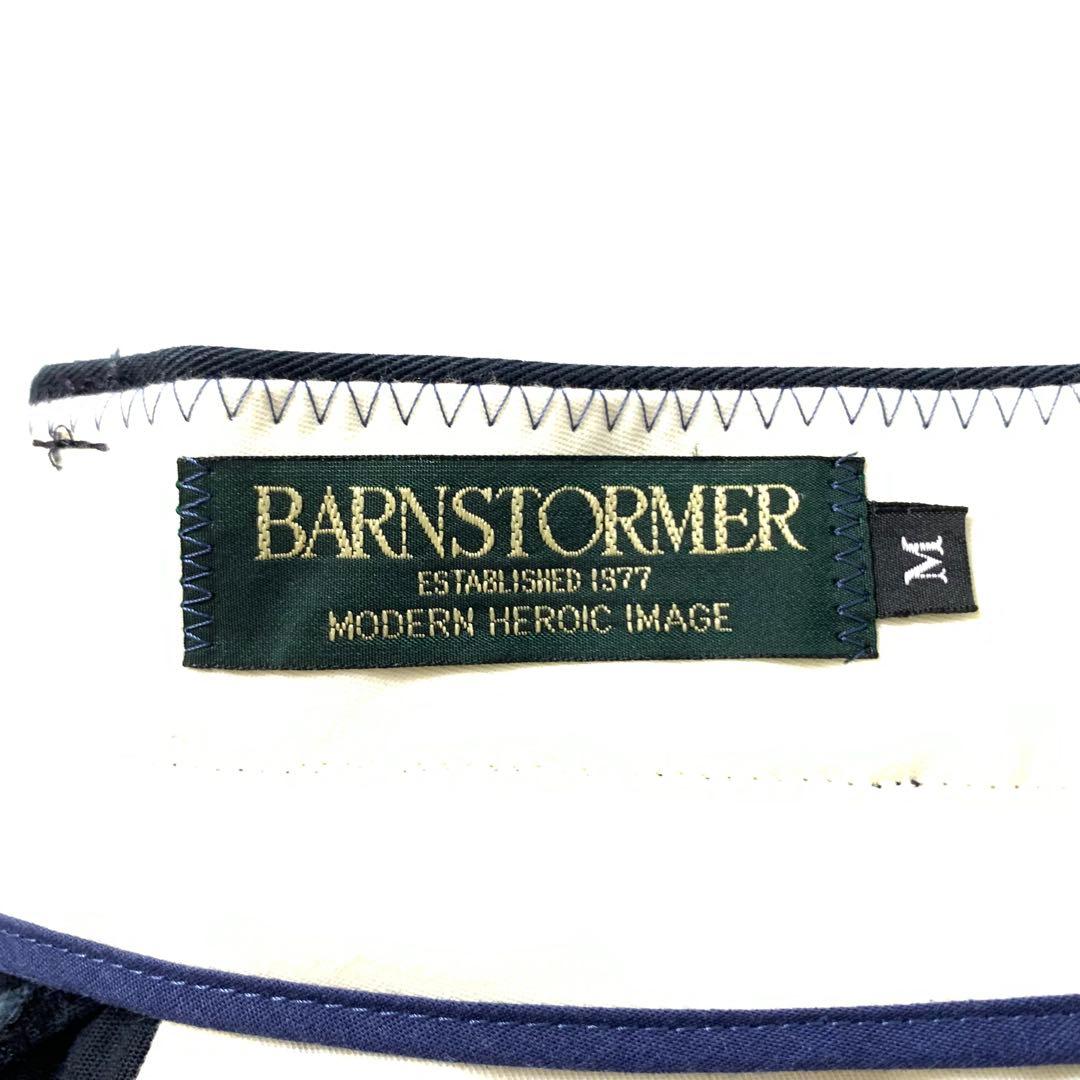 BARNSTORMER
ESTABLISHED 1977
MODERN HEROIC IMAGE
M